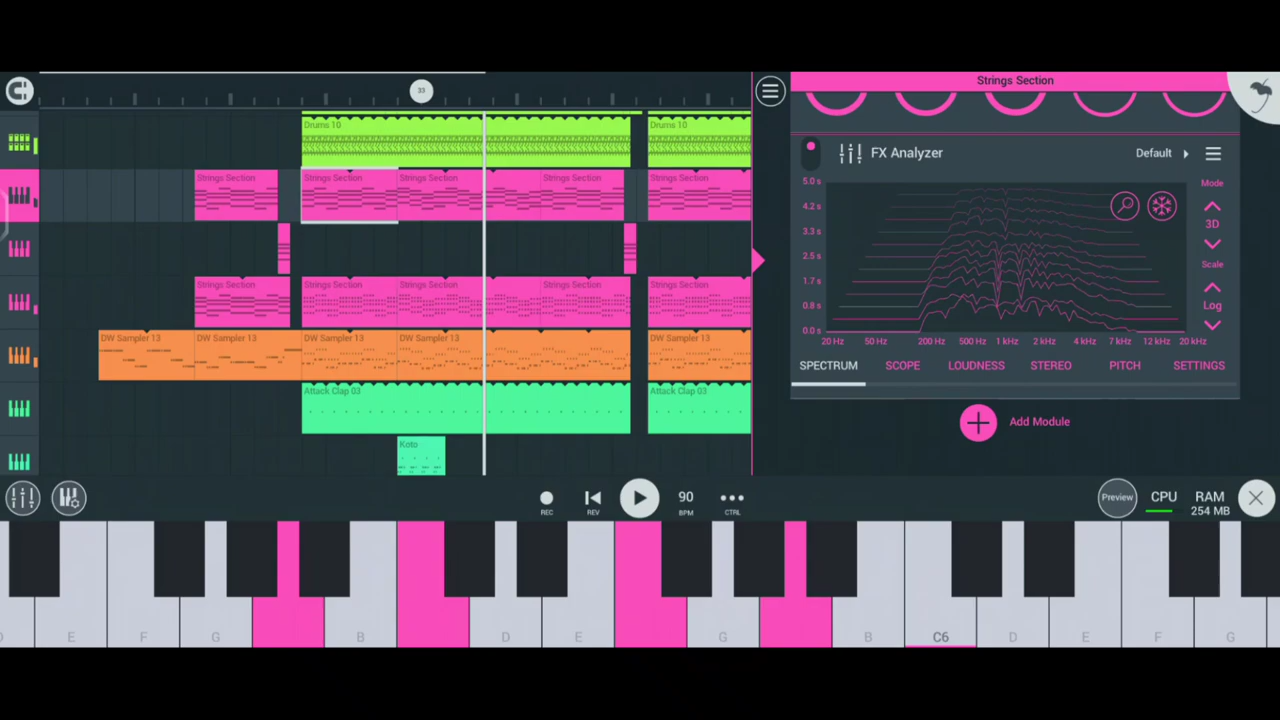 Strings Section
33
Drums 10
Drums 10
FX Analyzer
Default
Strings Section
Strings Section
Strings Section
Strings Section
Strings Section
5.0 s
4.2 s
3.3 s
2.5 s
1.7 s
0.8 s
0.0 s
Mode
3D
Scale
Log
20 Hz
50 Hz
200 Hz
500 Hz
1 kHz
2 kHz
4 kHz
7 kHz
12 kHz
20 kHz
Strings Section
Strings Section
Strings Section
Strings Section
Strings Section
DW Sampler 13
DW Sampler 13
DW Sampler 13
DW Sampler 13
DW Sampler 13
SPECTRUM
SCOPE
LOUDNESS
STEREO
PITCH
SETTINGS
Attack Clap 03
Attack Clap 03
Add Module
Koto
REC
REV
90
BPM
CTRL
Preview
CPU
RAM
254 MB
D
E
F
G
B
D
E
G
B
C6
D
E
F
G